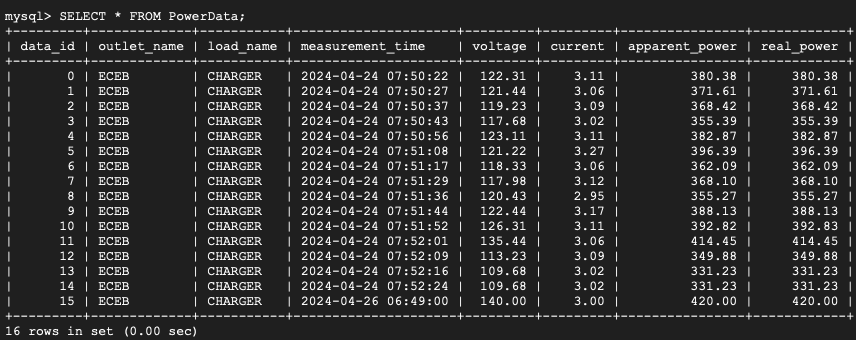 mysql> SELECT * FROM PowerData;
+---------+-------------+-----------+---------------------+---------+---------+----------------+------------+
| data_id | outlet_name | load_name | measurement_time    | voltage | current | apparent_power | real_power |
+---------+-------------+-----------+---------------------+---------+---------+----------------+------------+
|       0 | ECEB        | CHARGER   | 2024-04-24 07:50:22 |  122.31 |    3.11 |         380.38 |     380.38 |
|       1 | ECEB        | CHARGER   | 2024-04-24 07:50:27 |  121.44 |    3.06 |         371.61 |     371.61 |
|       2 | ECEB        | CHARGER   | 2024-04-24 07:50:37 |  119.23 |    3.09 |         368.42 |     368.42 |
|       3 | ECEB        | CHARGER   | 2024-04-24 07:50:43 |  117.68 |    3.02 |         355.39 |     355.39 |
|       4 | ECEB        | CHARGER   | 2024-04-24 07:50:56 |  123.11 |    3.11 |         382.87 |     382.87 |
|       5 | ECEB        | CHARGER   | 2024-04-24 07:51:08 |  121.22 |    3.27 |         396.39 |     396.39 |
|       6 | ECEB        | CHARGER   | 2024-04-24 07:51:17 |  118.33 |    3.06 |         362.09 |     362.09 |
|       7 | ECEB        | CHARGER   | 2024-04-24 07:51:29 |  117.98 |    3.12 |         368.10 |     368.10 |
|       8 | ECEB        | CHARGER   | 2024-04-24 07:51:36 |  120.43 |    2.95 |         355.27 |     355.27 |
|       9 | ECEB        | CHARGER   | 2024-04-24 07:51:44 |  122.44 |    3.17 |         388.13 |     388.13 |
|      10 | ECEB        | CHARGER   | 2024-04-24 07:51:52 |  126.31 |    3.11 |         392.82 |     392.83 |
|      11 | ECEB        | CHARGER   | 2024-04-24 07:52:01 |  135.44 |    3.06 |         414.45 |     414.45 |
|      12 | ECEB        | CHARGER   | 2024-04-24 07:52:09 |  113.23 |    3.09 |         349.88 |     349.88 |
|      13 | ECEB        | CHARGER   | 2024-04-24 07:52:16 |  109.68 |    3.02 |         331.23 |     331.23 |
|      14 | ECEB        | CHARGER   | 2024-04-24 07:52:24 |  109.68 |    3.02 |         331.23 |     331.23 |
|      15 | ECEB        | CHARGER   | 2024-04-26 06:49:00 |  140.00 |    3.00 |         420.00 |     420.00 |
+---------+-------------+-----------+---------------------+---------+---------+----------------+------------+
16 rows in set (0.00 sec)